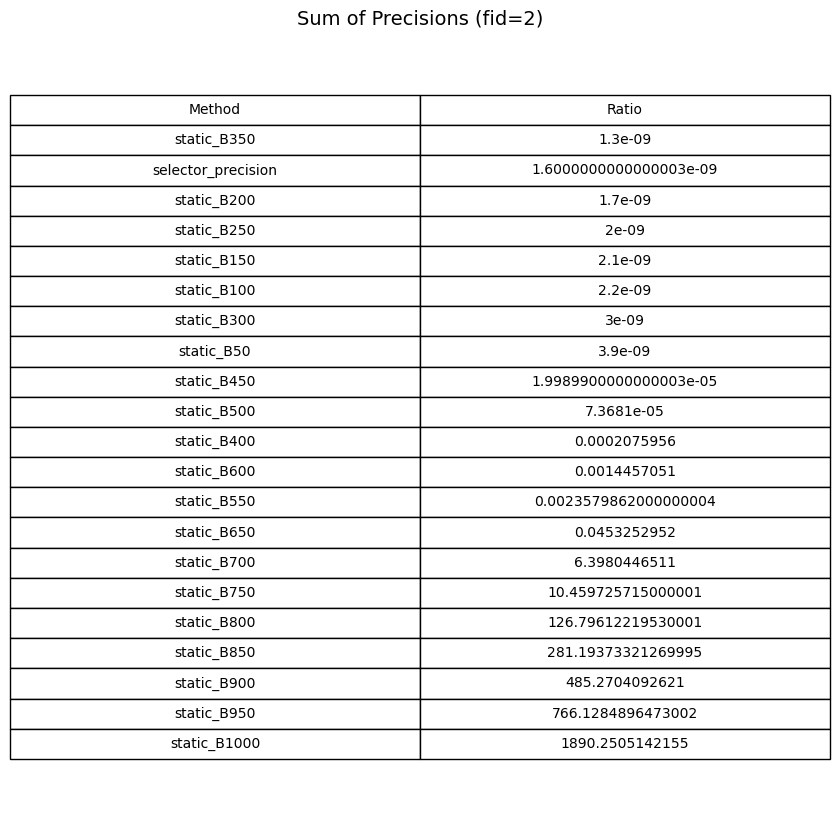 Sum of Precisions (fid=2)
Method Ratio
static_B350 1.3e-09
selector_precision 1.6000000000000003e-09
static_B200 1.7e-09
static_B250 2e-09
static_B150 2.1e-09
static_B100 2.2e-09
static_B300 3e-09
static_B50 3.9e-09
static_B450 1.9989900000000003e-05
static_B500 7.3681e-05
static_B400 0.0002075956
static_B600 0.0014457051
static_B550 0.0023579862000000004
static_B650 0.0453252952
static_B700 6.3980446511
static_B750 10.459725715000001
static_B800 126.79612219530001
static_B850 281.19373321269995
static_B900 485.2704092621
static_B950 766.1284896473002
static_B1000 1890.2505142155